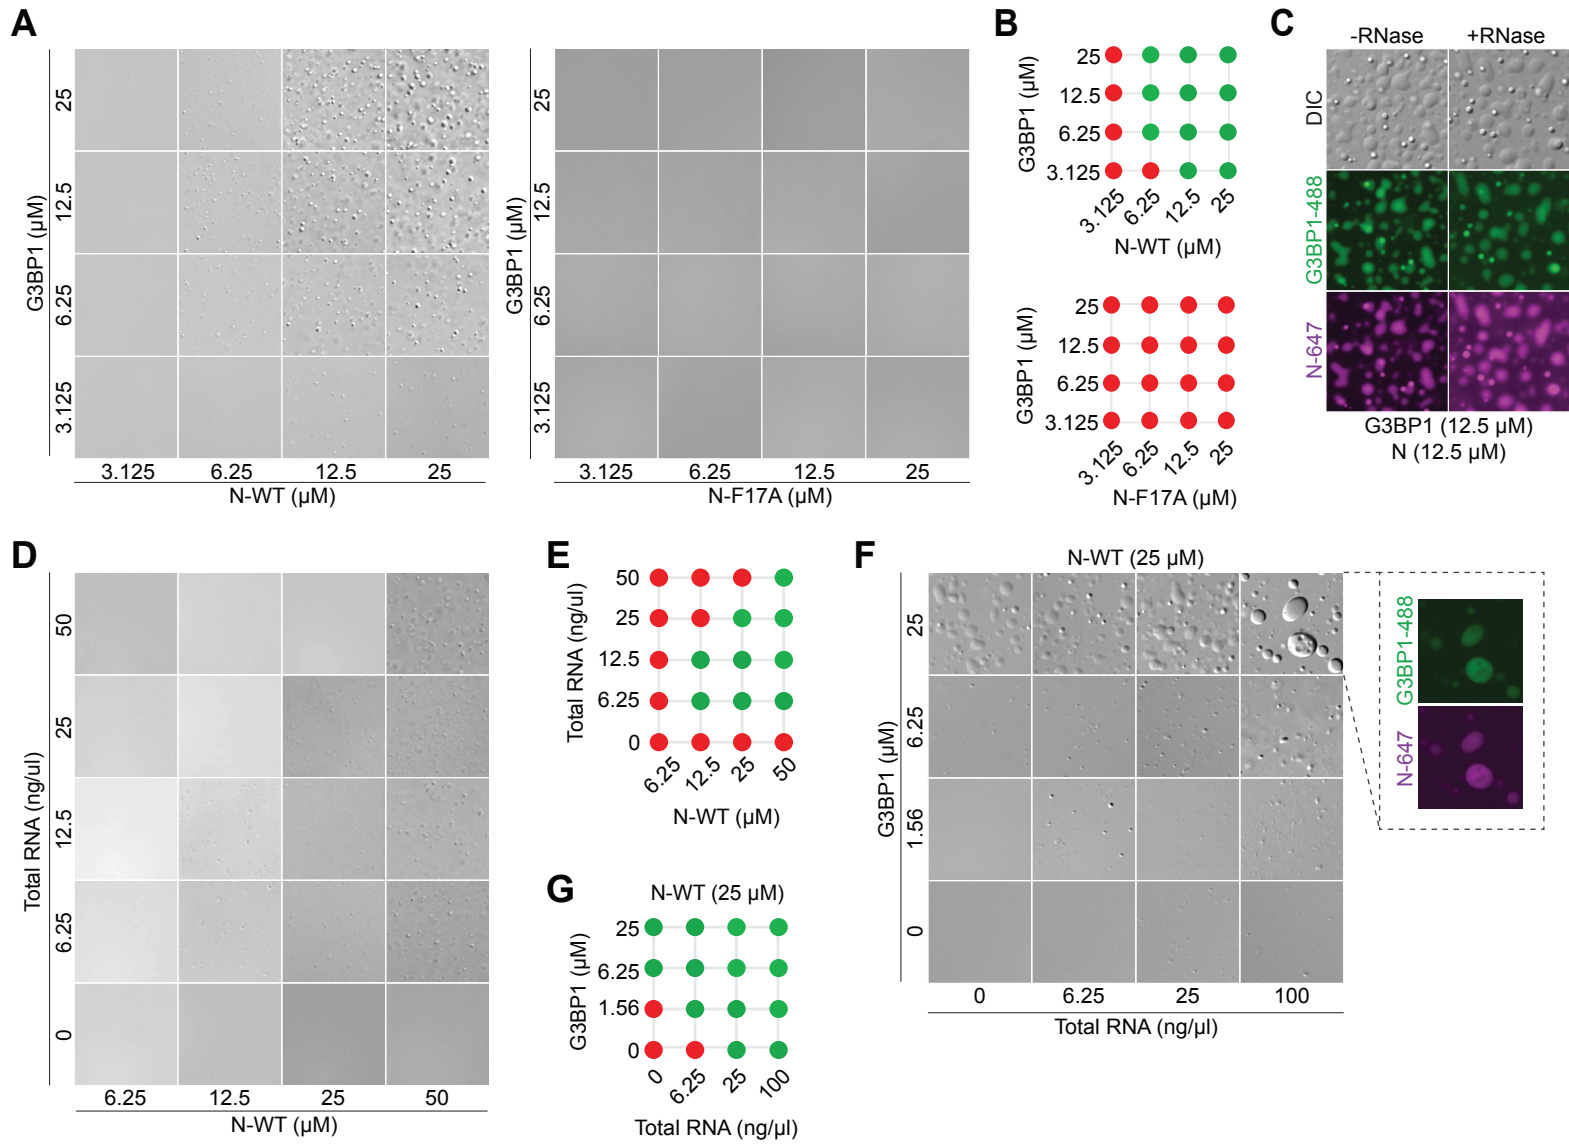 A
G3BP1 (µM)
25
12.5
6.25
3.125
3.125 6.25 12.5 25
N-WT (µM)
G3BP1 (µM)
25
12.5
6.25
3.125
3.125 6.25 12.5 25
N-F17A (µM)
B
G3BP1 (µM)
25
12.5
6.25
3.125
3.125 6.25 12.5 25
N-WT (µM)
G3BP1 (µM)
25
12.5
6.25
3.125
3.125 6.25 12.5 25
N-F17A (µM)
C
-RNase +RNase
DIC
G3BP1-488
N-647
G3BP1 (12.5 µM)
N (12.5 µM)
D
Total RNA (ng/ul)
50
25
12.5
6.25
0
6.25 12.5 25 50
N-WT (µM)
E
Total RNA (ng/ul)
50
25
12.5
6.25
0
6.25 12.5 25 50
N-WT (µM)
F
N-WT (25 µM)
G3BP1 (µM)
25
6.25
1.56
0
0 6.25 25 100
Total RNA (ng/µl)
G3BP1-488
N-647
G
N-WT (25 µM)
G3BP1 (µM)
25
6.25
1.56
0
0 6.25 25 100
Total RNA (ng/µl)